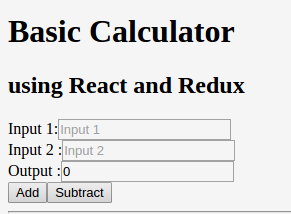 Basic Calculator
using React and Redux
Input 1: Input 1
Input 2 : Input 2
Output : 0
Add Subtract